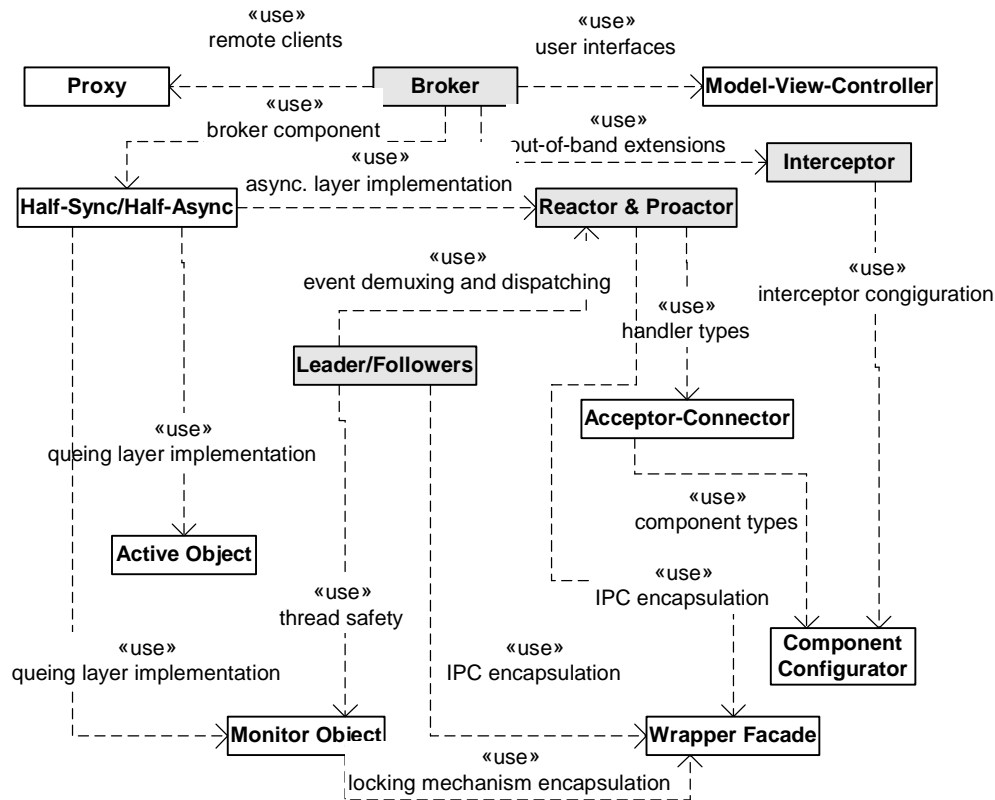 «use»
remote clients
«use»
user interfaces
Proxy
Broker
Model-View-Controller
«use»
broker component
«use»
out-of-band extensions
Interceptor
«use»
async. layer implementation
Half-Sync/Half-Async
Reactor & Proactor
«use»
event demuxing and dispatching
«use»
interceptor congiguration
«use»
handler types
Leader/Followers
Acceptor-Connector
«use»
queing layer implementation
«use»
component types
Active Object
«use»
thread safety
«use»
IPC encapsulation
«use»
queing layer implementation
«use»
IPC encapsulation
Component
Configurator
Monitor Object
Wrapper Facade
«use»
locking mechanism encapsulation